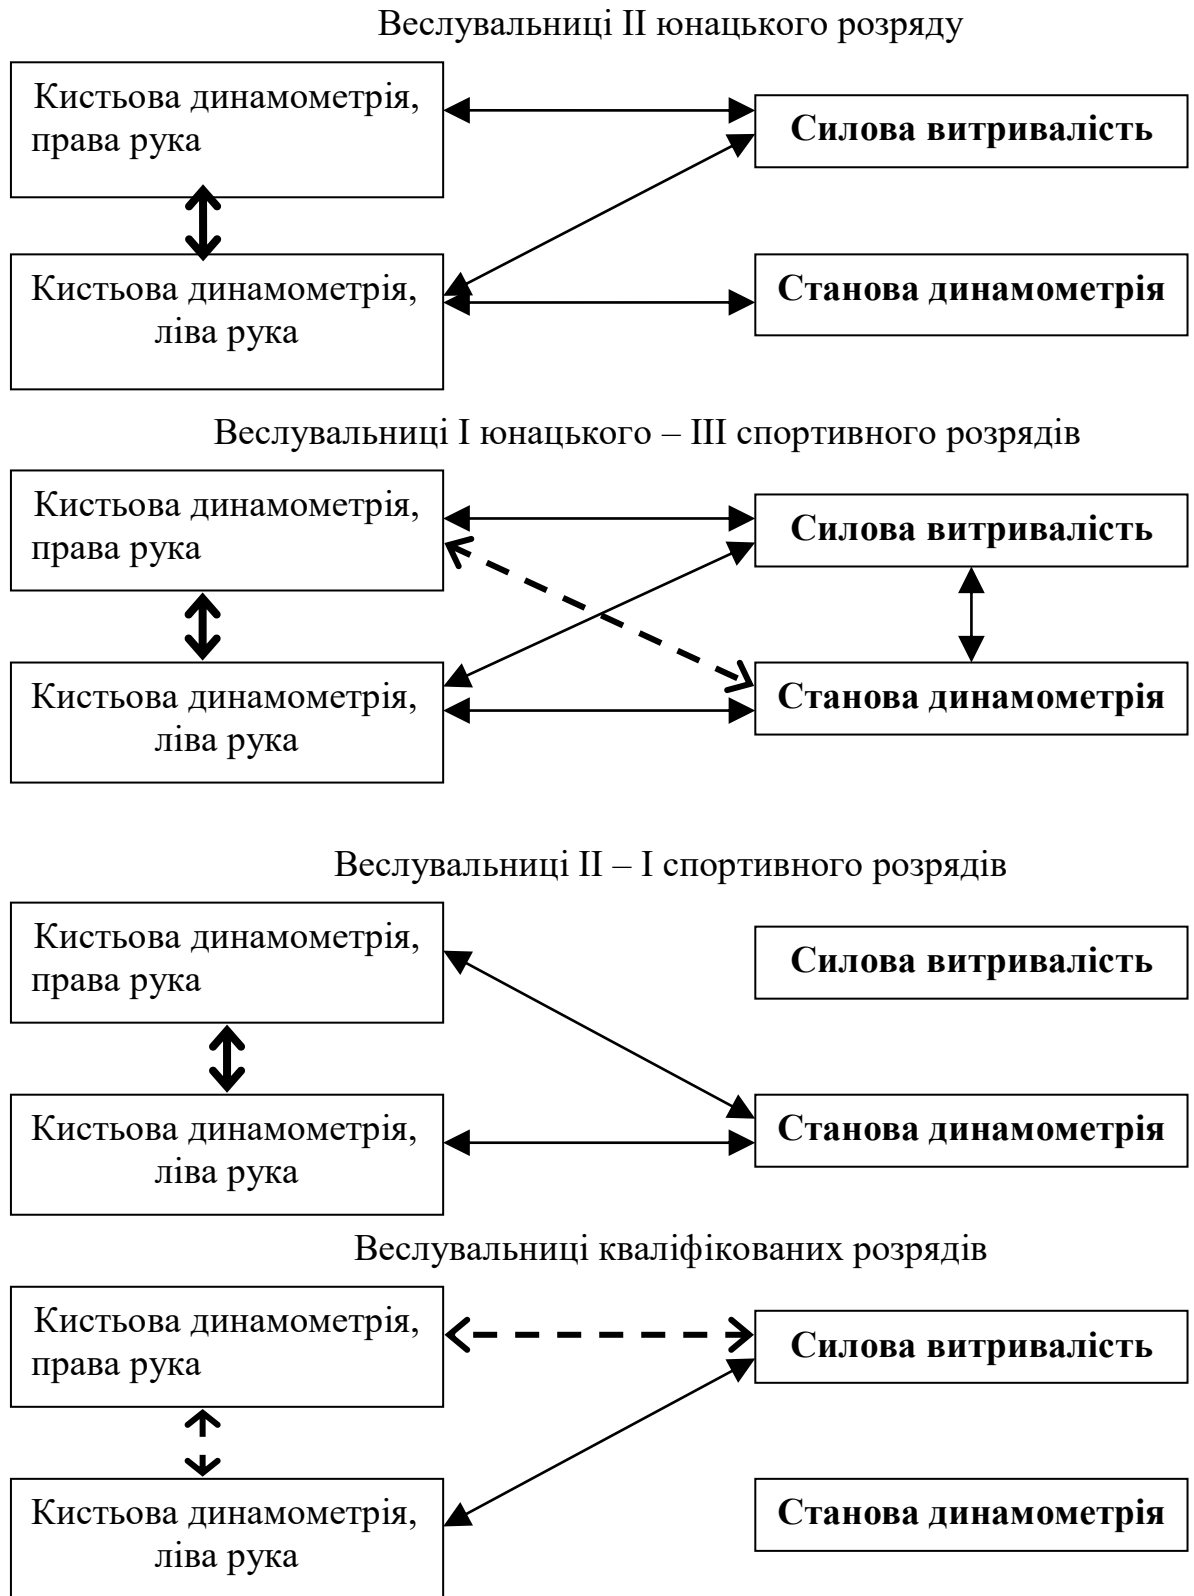 Веслувальниці ІІ юнацького розряду
Кистьова динамометрія,
права рука
Силова витривалість
Кистьова динамометрія,
ліва рука
Станова динамометрія
Веслувальниці І юнацького – ІІІ спортивного розрядів
Кистьова динамометрія,
права рука
Силова витривалість
Кистьова динамометрія,
ліва рука
Станова динамометрія
Веслувальниці ІІ – І спортивного розрядів
Кистьова динамометрія,
права рука
Силова витривалість
Кистьова динамометрія,
ліва рука
Станова динамометрія
Веслувальниці кваліфікованих розрядів
Кистьова динамометрія,
права рука
Силова витривалість
Кистьова динамометрія,
ліва рука
Станова динамометрія